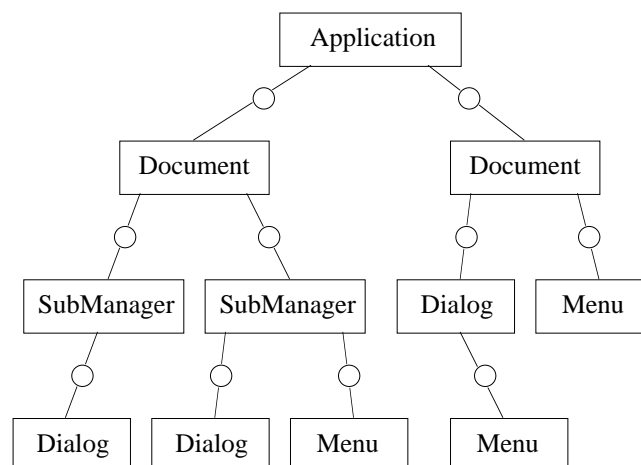 Application
Document
Document
SubManager
SubManager
Dialog
Menu
Dialog
Dialog
Menu
Menu